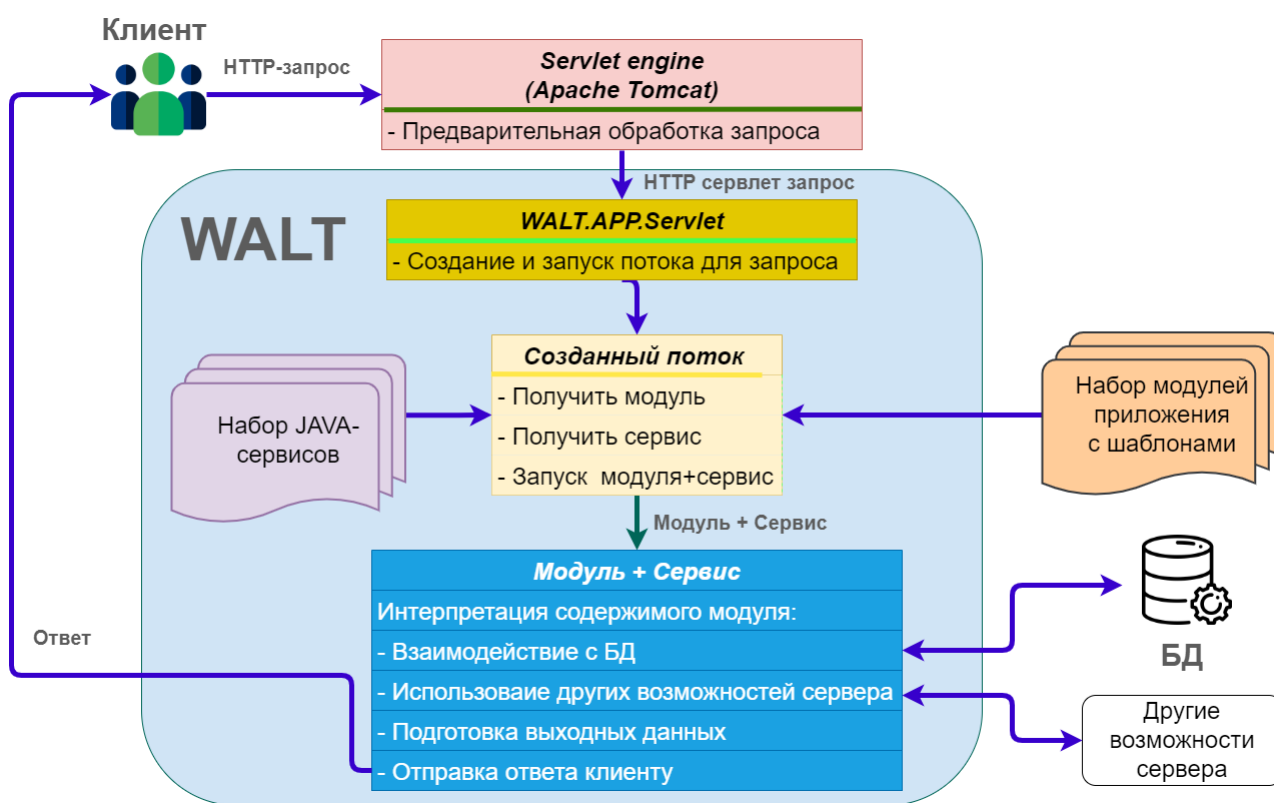 Клиент
HTTP-запрос
Servlet engine
(Apache Tomcat)
- Предварительная обработка запроса
HTTP сервлет запрос
WALT
WALT.APP.Servlet
- Создание и запуск потока для запроса
Созданный поток
- Получить модуль
- Получить сервис
- Запуск модуля+сервис
Набор JAVA-
сервисов
Набор модулей
приложения
с шаблонами
Модуль + Сервис
Модуль + Сервис
Интерпретация содержимого модуля:
- Взаимодействие с БД
- Использоваие других возможностей сервера
- Подготовка выходных данных
- Отправка ответа клиенту
Ответ
БД
Другие
возможности
сервера